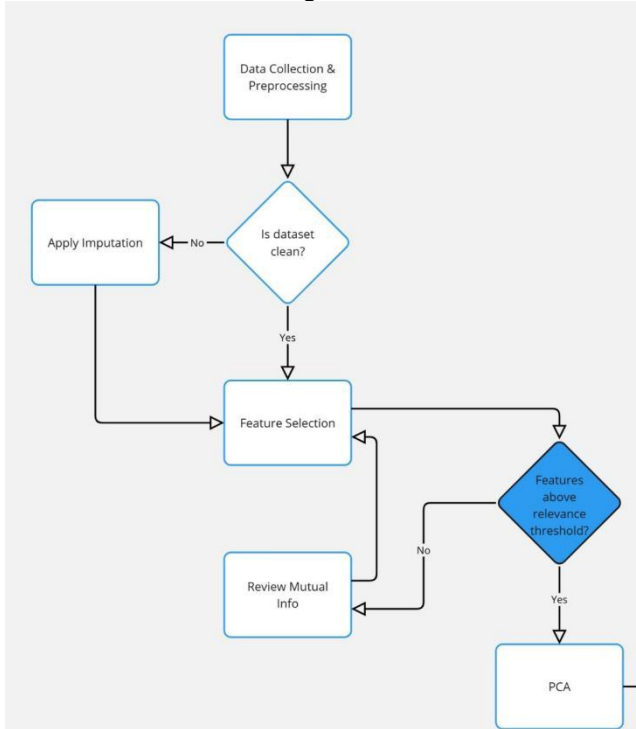 Data Collection &
Preprocessing
Is dataset
clean?
No
Apply Imputation
Yes
Feature Selection
Features
above
relevance
threshold?
No
Review Mutual
Info
Yes
PCA